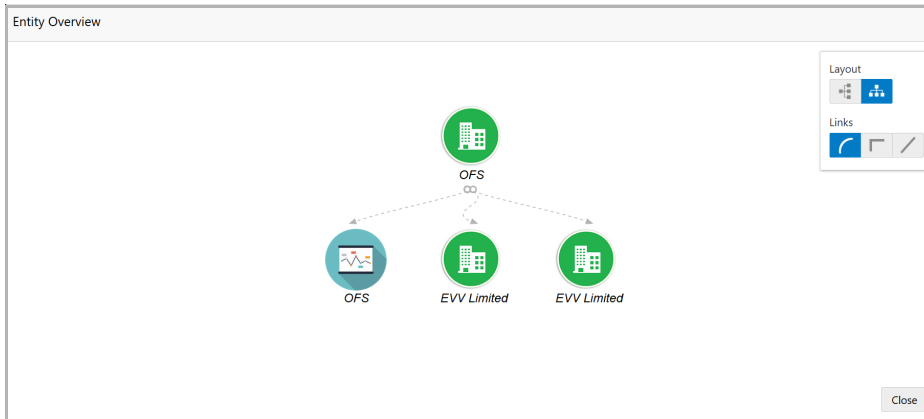 Entity Overview
Layout
Links
OFS
OFS
EVV Limited
EVV Limited
Close